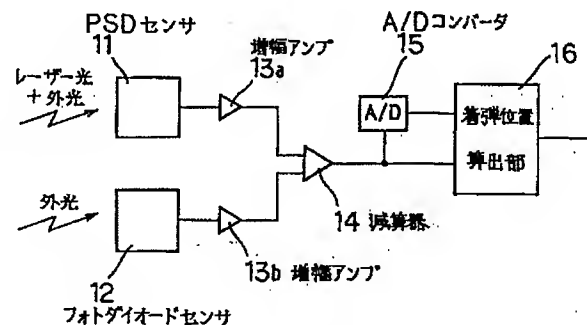 PSDセンサ
11
レーザー光
+外光
増幅アンプ
13a
A/Dコンバータ
15
A/D
16
着弾位置
算出部
14 減算器
外光
12
フォトダイオードセンサ
13b 増幅アンプ